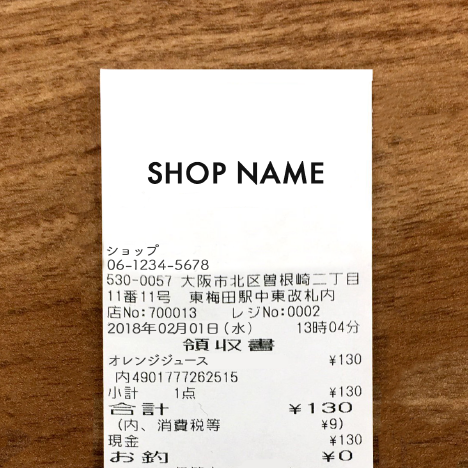 SHOP NAME
ショップ
06-1234-5678
530-0057 大阪市北区曽根崎二丁目
11番11号 東梅田駅中東改札内
店No:700013 レジNo:0002
2018年02月01日(水) 13時04分
領収書
オレンジジュース ¥130
内4901777262515
小計 1点 ¥130
合計 ¥130
(内、消費税等 ¥9)
現金 ¥130
お釣 ¥0